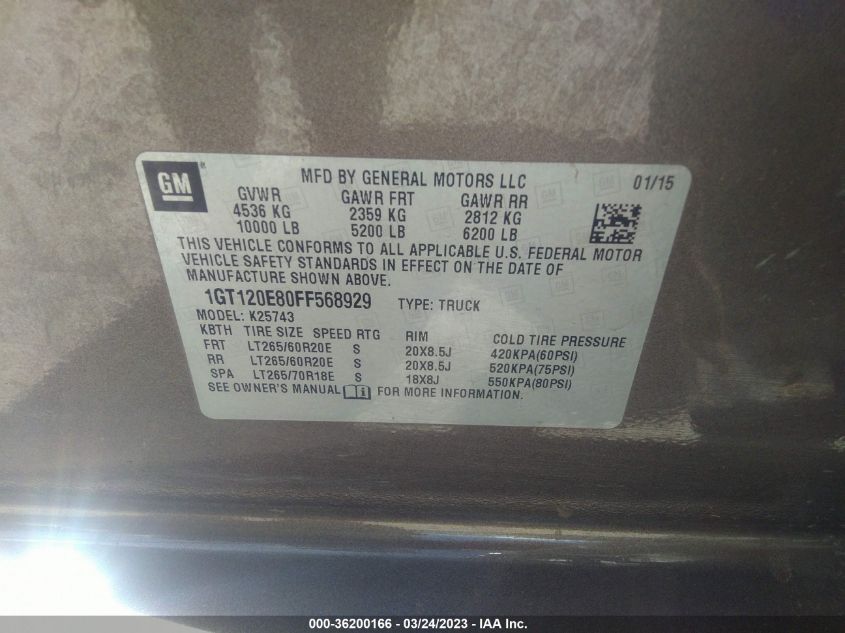 GM
MFD BY GENERAL MOTORS LLC 01/15
GVWR GAWR FRT GAWR RR
4536 KG 2359 KG 2812 KG
10000 LB 5200 LB 6200 LB
THIS VEHICLE CONFORMS TO ALL APPLICABLE U.S. FEDERAL MOTOR
VEHICLE SAFETY STANDARDS IN EFFECT ON THE DATE OF
MANUFACTURE SHOWN ABOVE.
1GT120E80FF568929 TYPE: TRUCK
MODEL: K25743
KBTH TIRE SIZE SPEED RTG RIM COLD TIRE PRESSURE
FRT LT265/60R20E S 20X8.5J 420KPA(60PSI)
RR LT265/60R20E S 20X8.5J 520KPA(75PSI)
SPA LT265/70R18E S 18X8J 550KPA(80PSI)
SEE OWNER'S MANUAL FOR MORE INFORMATION.
000-36200166 - 03/24/2023 - IAA Inc.